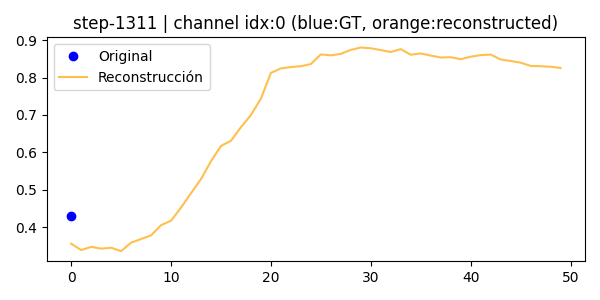 step-1311 | channel idx:0 (blue:GT, orange:reconstructed)
0.9
0.8
0.7
0.6
0.5
0.4
Original
Reconstrucción
0 10 20 30 40 50